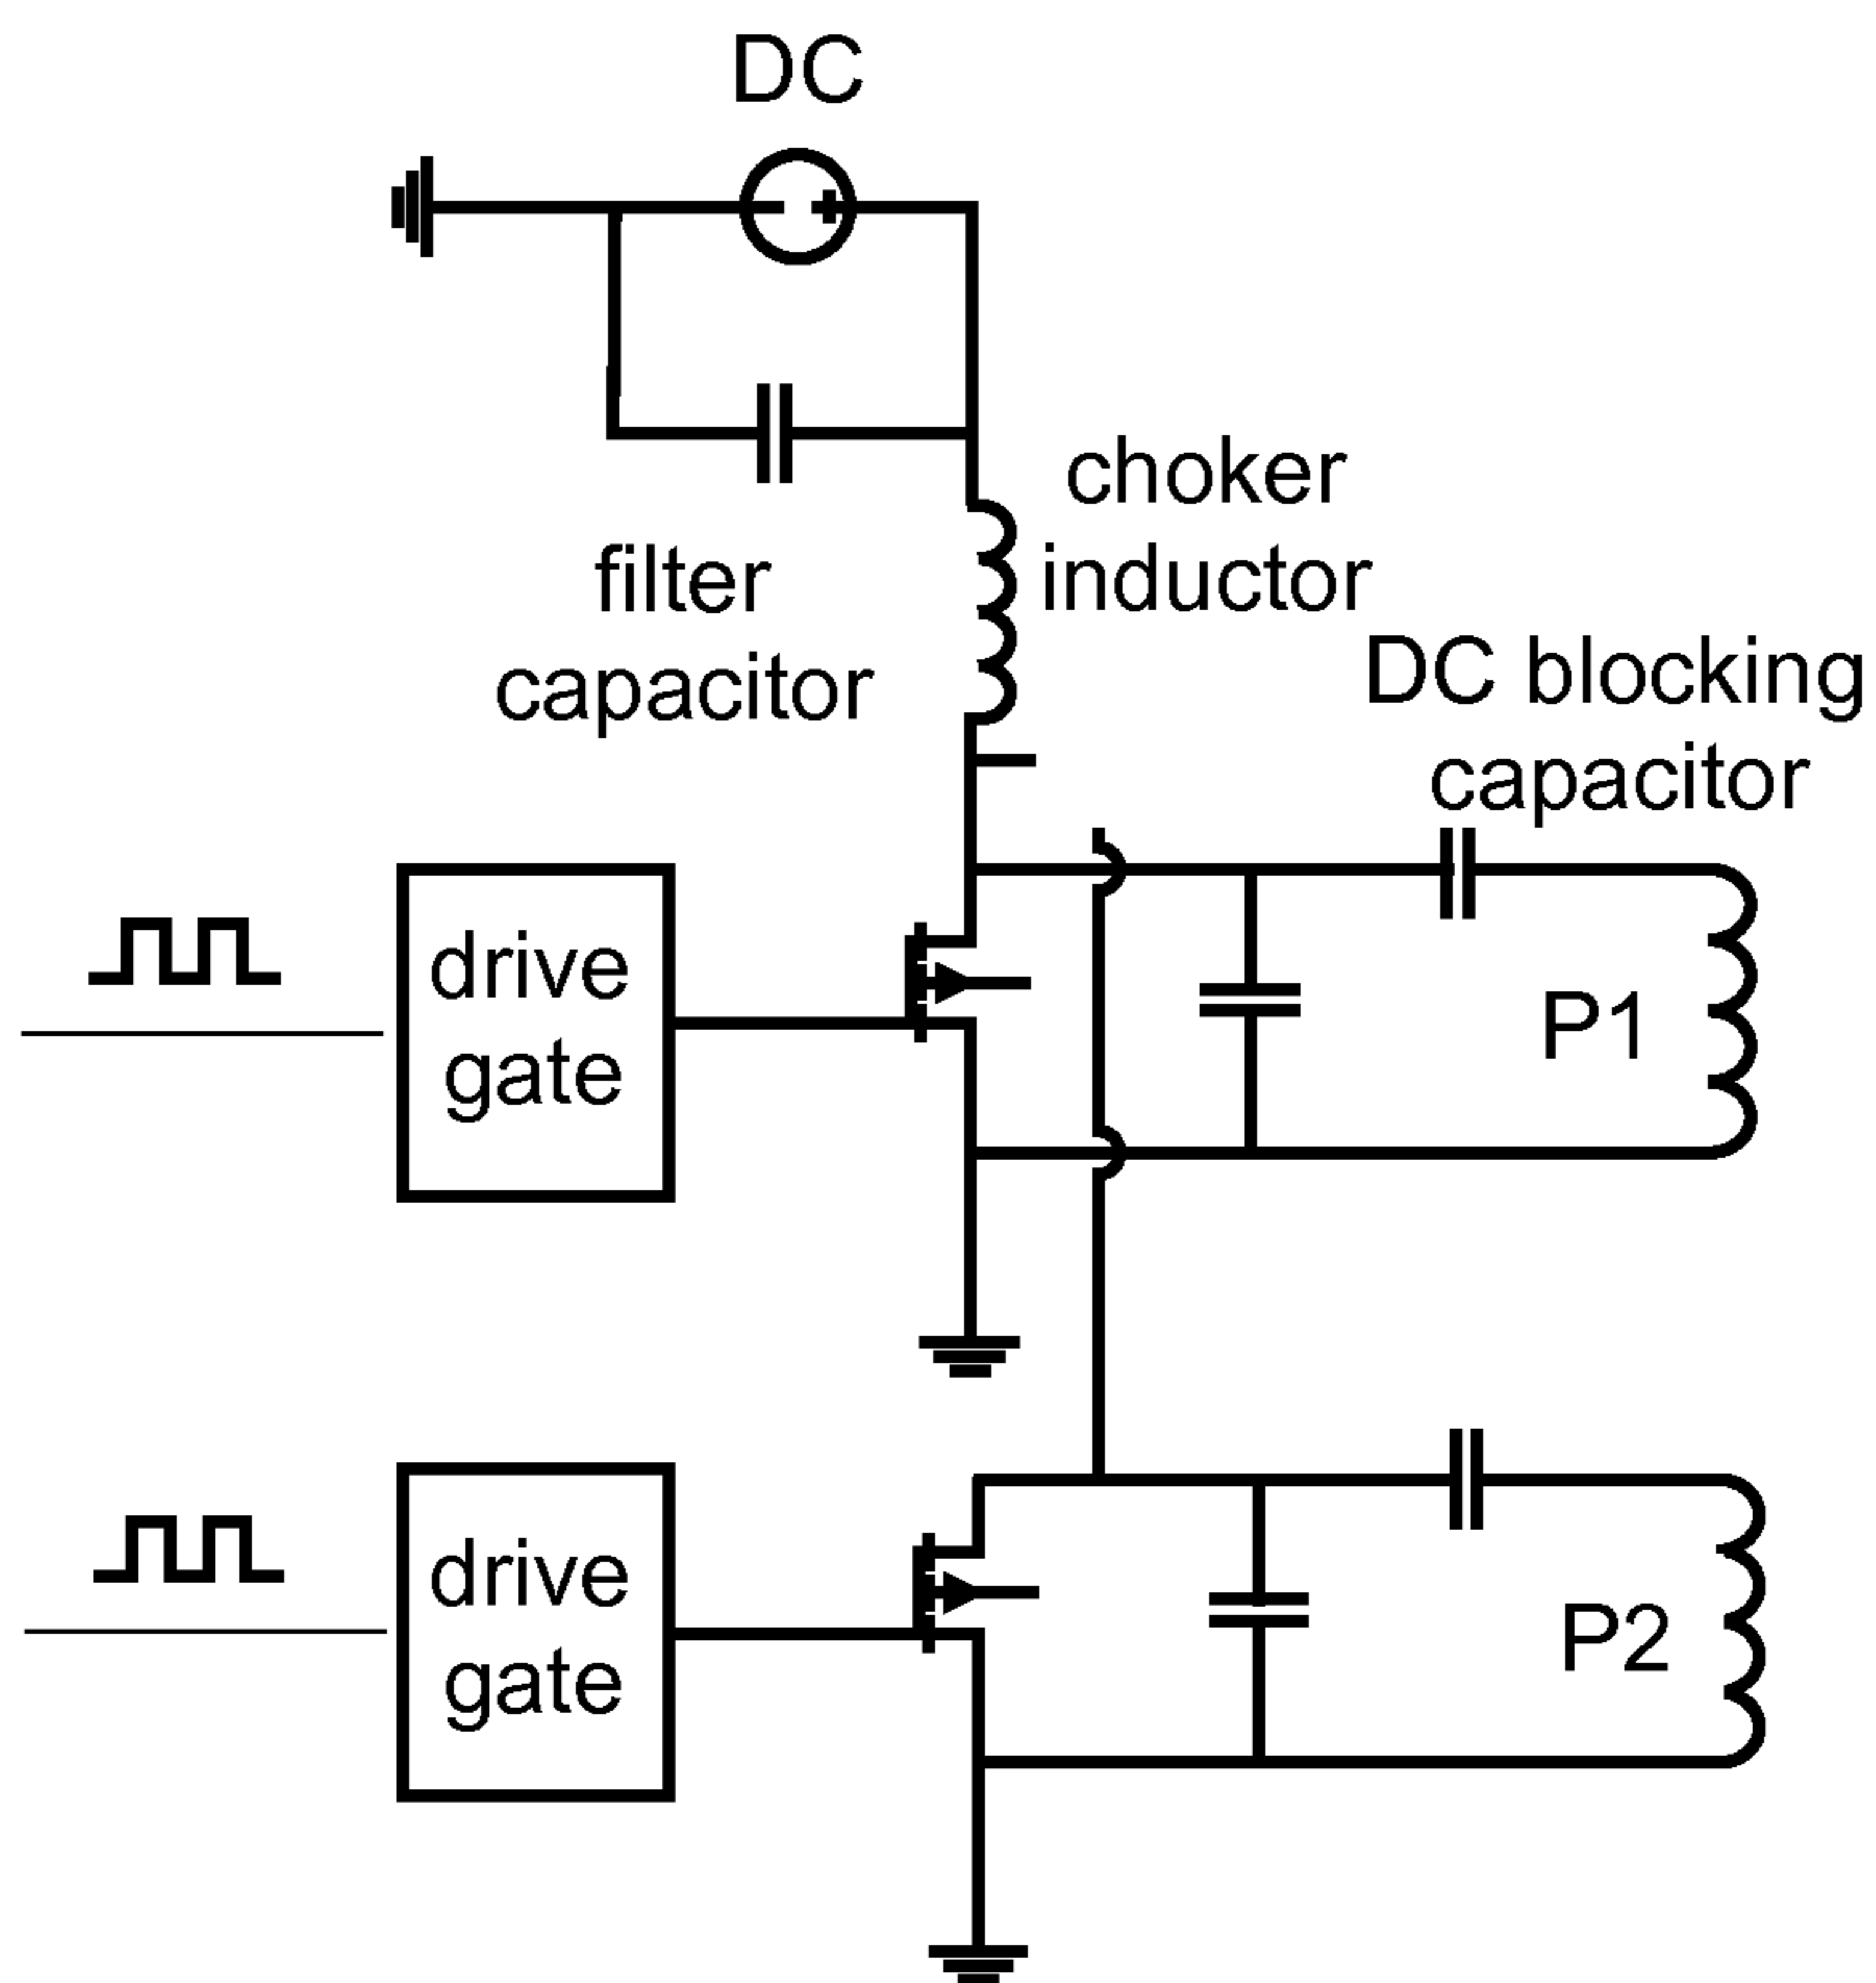 DC
choker
inductor
filter
capacitor
DC blocking
capacitor
drive
gate
P1
drive
gate
P2